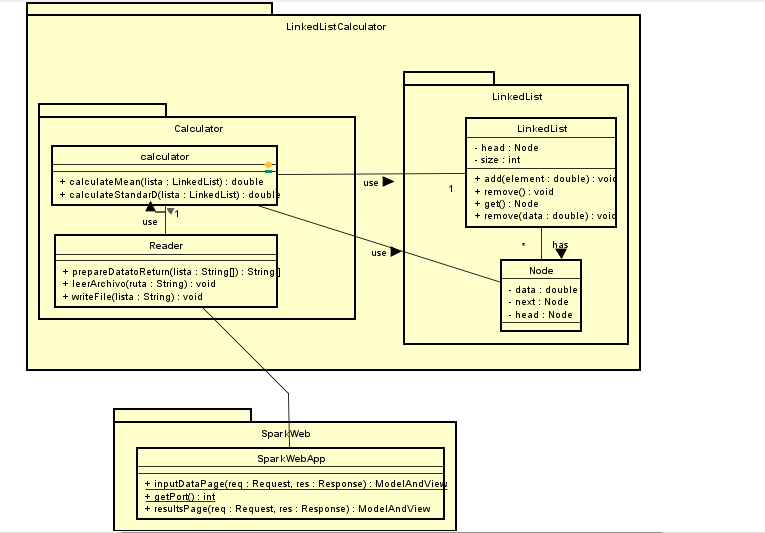 LinkedListCalculator
LinkedList
Calculator
LinkedList
- head : Node
- size : int
+ add(element : double) : void
+ remove() : void
+ get() : Node
+ remove(data : double) : void
calculator
+ calculateMean(lista : LinkedList) : double
+ calculateStandarD(lista : LinkedList) : double
use
1
1
use
Reader
+ prepareDatatoReturn(lista : String[]) : String[]
+ leerArchivo(ruta : String) : void
+ writeFile(lista : String) : void
use
*
has
Node
- data : double
- next : Node
- head : Node
SparkWeb
SparkWebApp
+ inputDataPage(req : Request, res : Response) : ModelAndView
+ getPort() : int
+ resultsPage(req : Request, res : Response) : ModelAndView